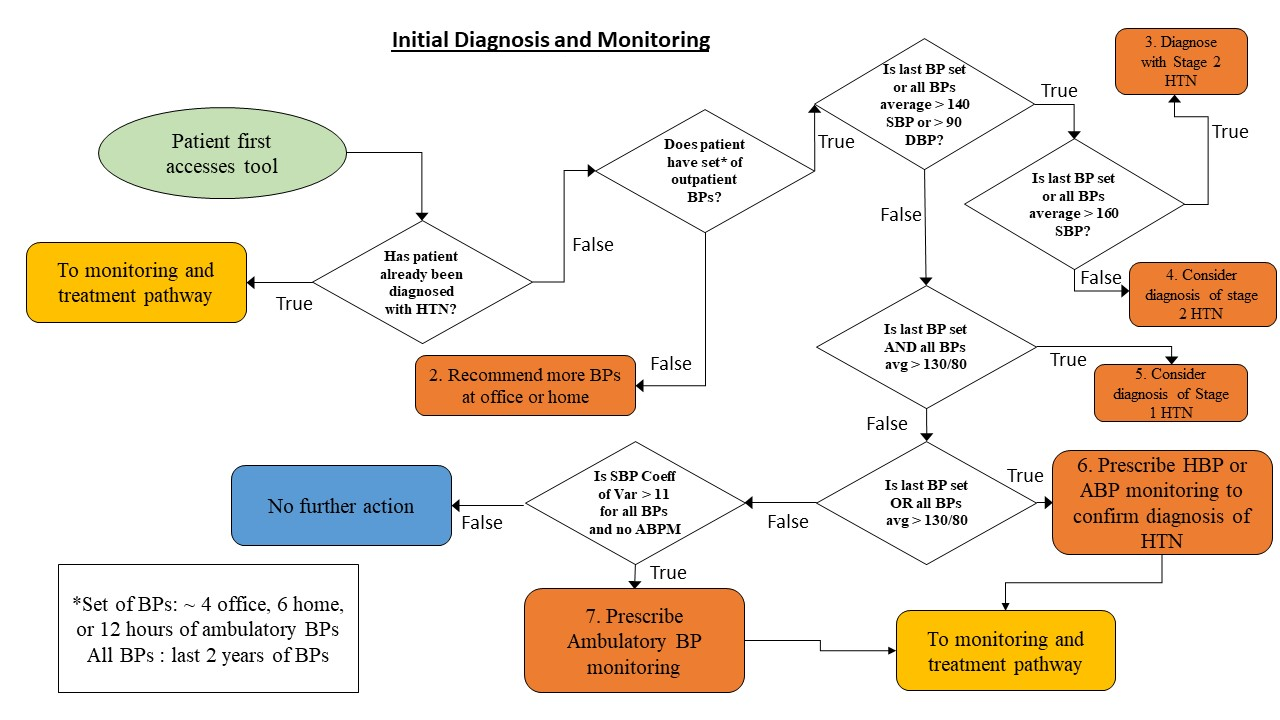 Initial Diagnosis and Monitoring
Patient first
accesses tool
Has patient
already been
diagnosed
with HTN?
True
To monitoring and
treatment pathway
False
Does patient
have set* of
outpatient
BPs?
False
2. Recommend more BPs
at office or home
True
Is last BP set
or all BPs
average > 140
SBP or > 90
DBP?
True
Is last BP set
or all BPs
average > 160
SBP?
True
3. Diagnose
with Stage 2
HTN
False
4. Consider
diagnosis of stage
2 HTN
False
Is last BP set
AND all BPs
avg > 130/80
True
5. Consider
diagnosis of Stage
1 HTN
False
Is last BP set
OR all BPs
avg > 130/80
True
6. Prescribe HBP or
ABP monitoring to
confirm diagnosis of
HTN
False
Is SBP Coeff
of Var > 11
for all BPs
and no ABPM
False
No further action
True
7. Prescribe
Ambulatory BP
monitoring
To monitoring and
treatment pathway
*Set of BPs: ~ 4 office, 6 home,
or 12 hours of ambulatory BPs
All BPs : last 2 years of BPs